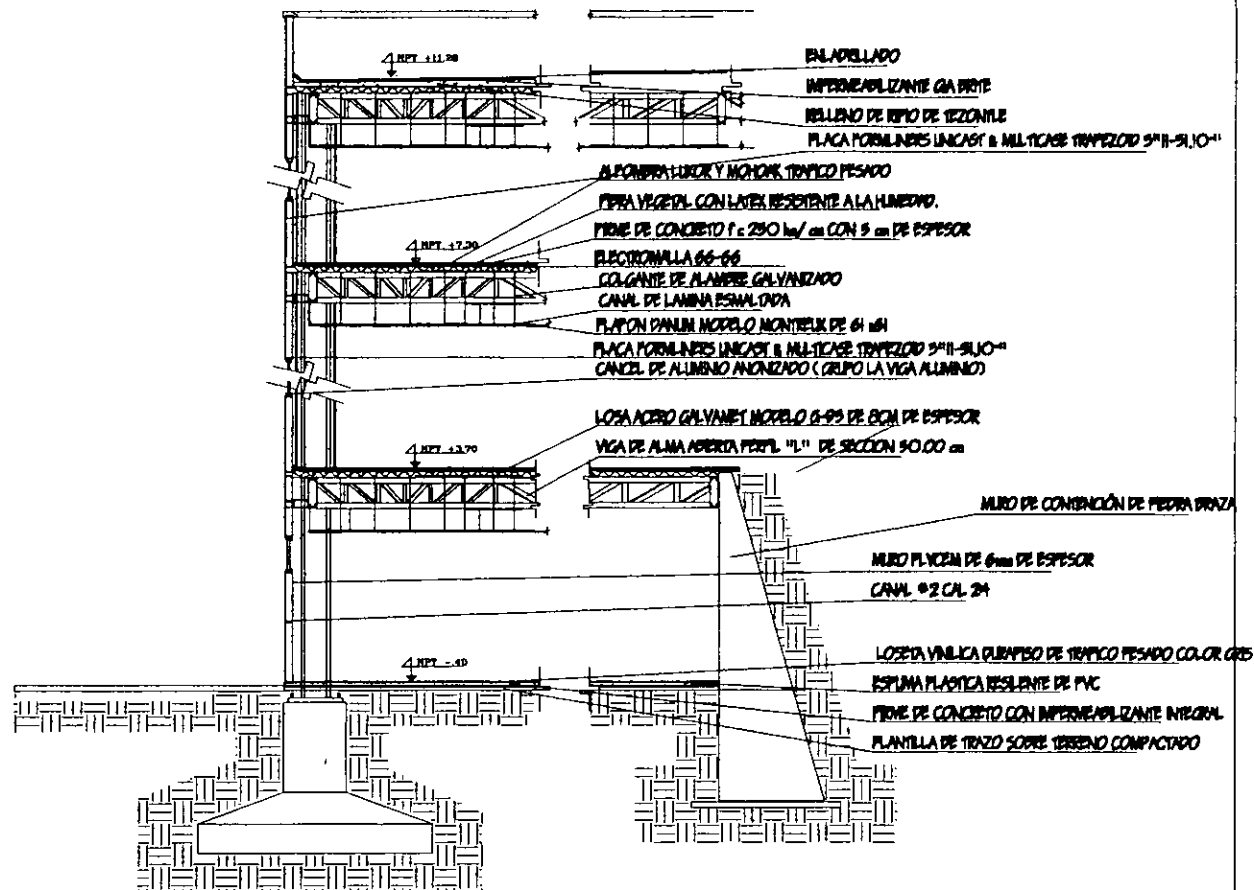 NPT +11.20
ENLADRILLADO
IMPERMEABILIZANTE GIA BRITE
RELLENO DE RIPIO DE TEZONTLE
PLACA FORMLINERS UNICAST & MULTICASE TRAPEZOID
ALFOMBRA LUXOR Y MOHOAK TRAFICO PESADO
FIBRA VEGETAL CON LATEX RESISTENTE A LA HUMEDAD.
FIRME DE CONCRETO f'c 250 kg/ cm CON 5 cm DE ESPESOR
NPT +7.30
ELECTROMALLA 66-66
COLGANTE DE ALAMBRE GALVANIZADO
CANAL DE LAMINA ESMALTADA
PLAFON DANUM MODELO MONTREUX DE 61 x61
PLACA FORMLINERS UNICAST & MULTICASE TRAPEZOID
CANCEL DE ALUMINIO ANONIZADO ( GRUPO LA VIGA ALUMINIO)
LOSA ACERO GALVAMET MODELO G-95 DE 8CM DE ESPESOR
NPT +3.70
VIGA DE ALMA ABIERTA PERFIL "L" DE SECCION 30.00 cm
MURO DE CONTENCIÓN DE PIEDRA BRAZA
MURO PLYCEM DE 6mm DE ESPESOR
CANAL #2 CAL 24
NPT -.40
LOSETA VINILICA DURAPISO DE TRAFICO PESADO COLOR GRIS
ESPUMA PLASTICA RESILENTE DE PVC
FIRME DE CONCRETO CON IMPERMEABILIZANTE INTEGRAL
PLANTILLA DE TRAZO SOBRE TERRENO COMPACTADO